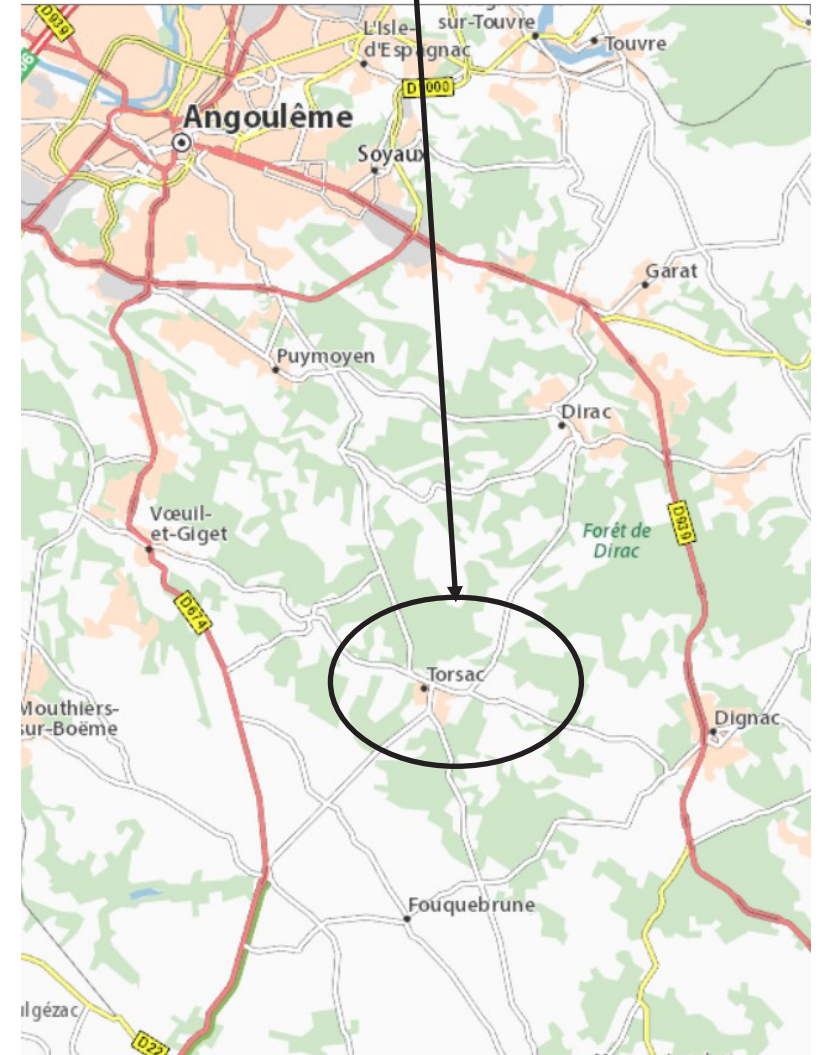 D939
L'Isle-
d'Espagnac
sur-Touvre
Touvre
D1000
Angoulême
Soyaux
Garat
Puymoyen
Dirac
Vœuil-
et-Giget
Forêt de
Dirac
D939
D674
Torsac
Mouthiers-
sur-Boëme
Dignac
Fouquebrune
ulgézac
D22